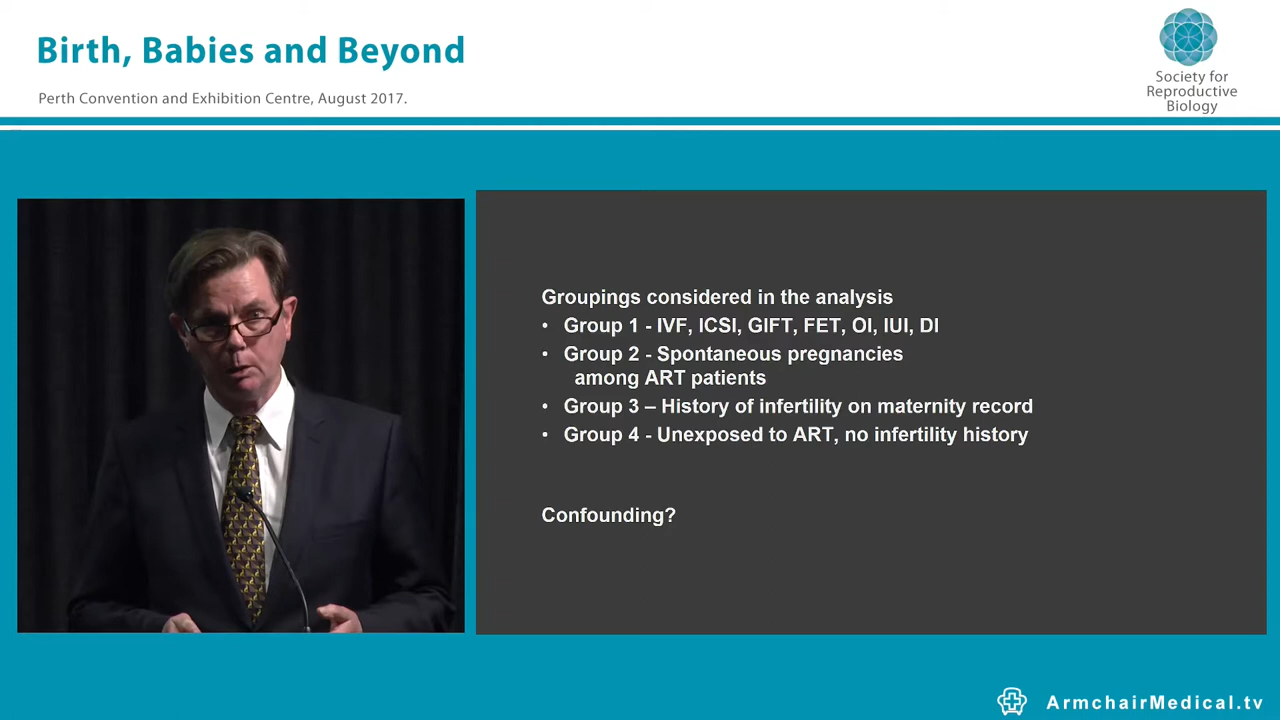 Birth, Babies and Beyond
Perth Convention and Exhibition Centre, August 2017.
Society for
Reproductive
Biology
Groupings considered in the analysis
• Group 1 - IVF, ICSI, GIFT, FET, OI, IUI, DI
• Group 2 - Spontaneous pregnancies
among ART patients
• Group 3 – History of infertility on maternity record
• Group 4 - Unexposed to ART, no infertility history
Confounding?
ArmchairMedical.tv